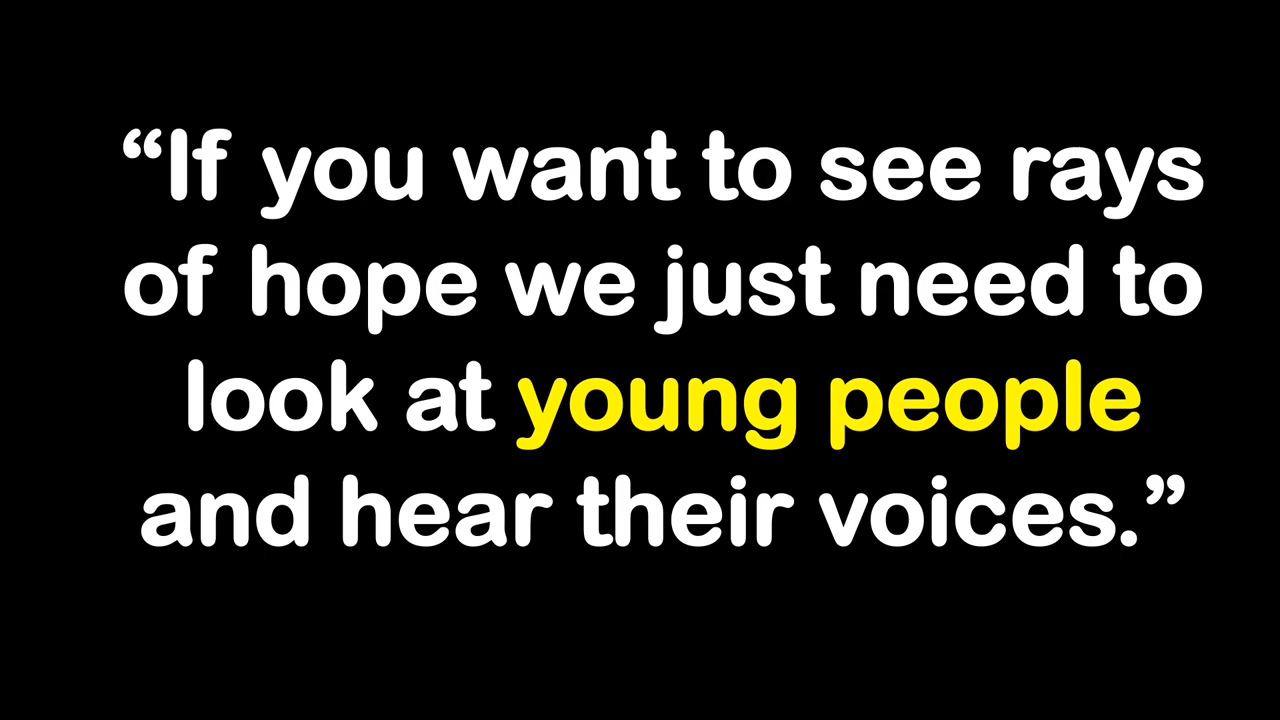 “If you want to see rays
of hope we just need to
look at young people
and hear their voices.”